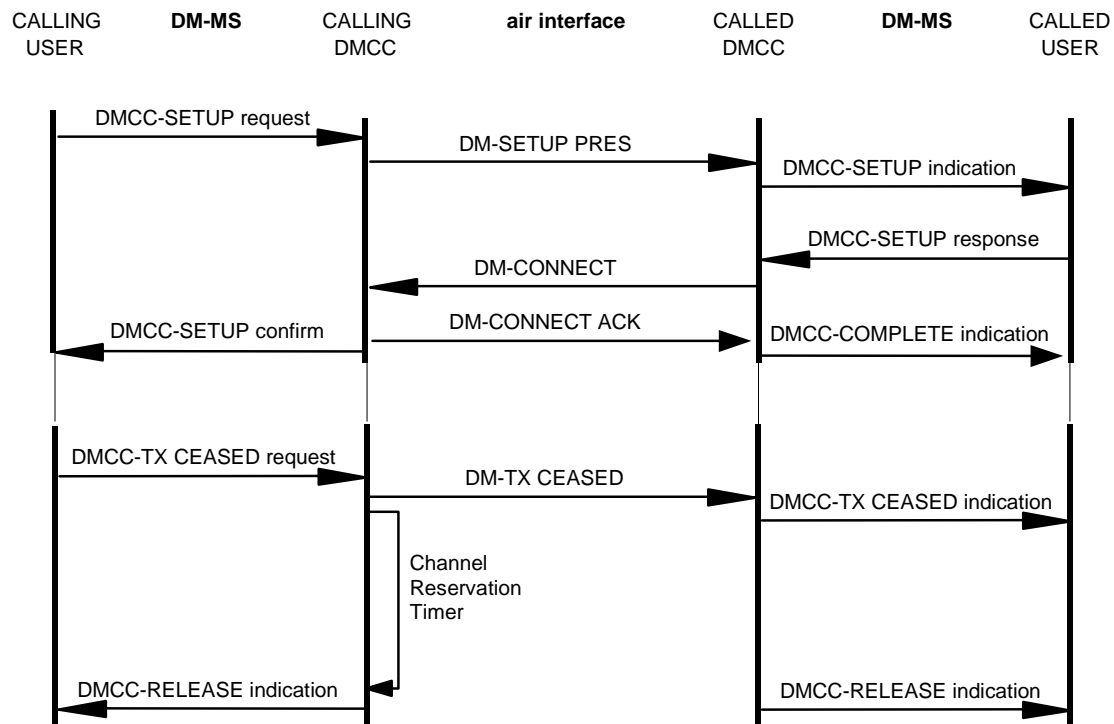 CALLING
USER
DM-MS
CALLING
DMCC
air interface
CALLED
DMCC
DM-MS
CALLED
USER
DMCC-SETUP request
DM-SETUP PRES
DMCC-SETUP indication
DMCC-SETUP response
DM-CONNECT
DMCC-SETUP confirm
DM-CONNECT ACK
DMCC-COMPLETE indication
DMCC-TX CEASED request
DM-TX CEASED
DMCC-TX CEASED indication
Channel
Reservation
Timer
DMCC-RELEASE indication
DMCC-RELEASE indication